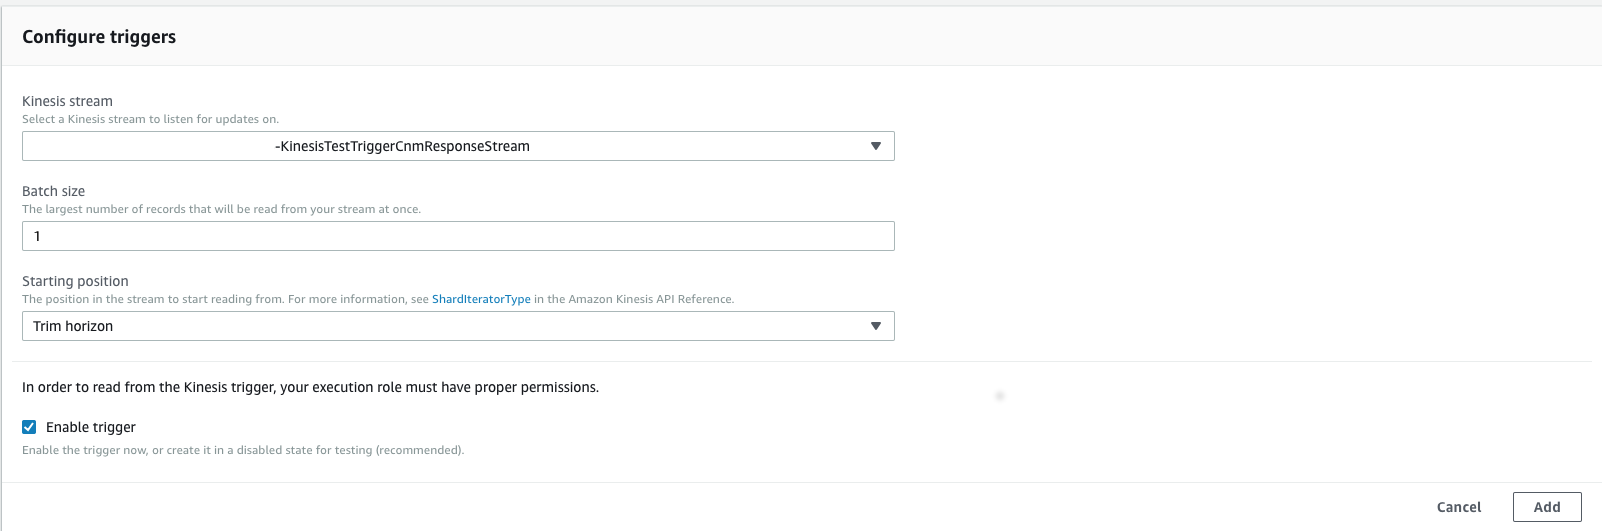 Configure triggers
Kinesis stream
Select a Kinesis stream to listen for updates on.
-KinesisTestTriggerCnmResponseStream
Batch size
The largest number of records that will be read from your stream at once.
1
Starting position
The position in the stream to start reading from. For more information, see ShardIteratorType in the Amazon Kinesis API Reference.
Trim horizon
In order to read from the Kinesis trigger, your execution role must have proper permissions.
Enable trigger
Enable the trigger now, or create it in a disabled state for testing (recommended).
Cancel Add